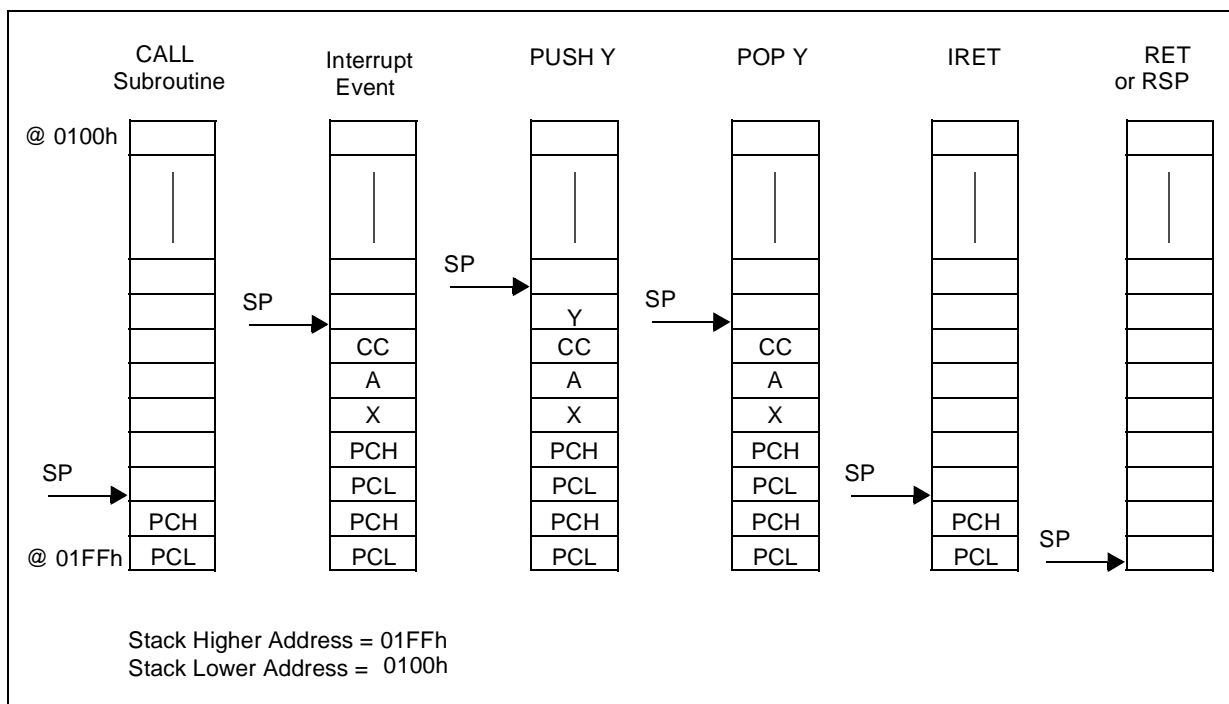 CALL
Subroutine
Interrupt
Event
PUSH Y
POP Y
IRET
RET
or RSP
@ 0100h
SP
PCH
@ 01FFh PCL
SP
CC
A
X
PCH
PCL
PCH
PCL
SP
Y
CC
A
X
PCH
PCL
PCH
PCL
SP
CC
A
X
PCH
PCL
PCH
PCL
SP
PCH
PCL
SP
Stack Higher Address = 01FFh
Stack Lower Address = 0100h